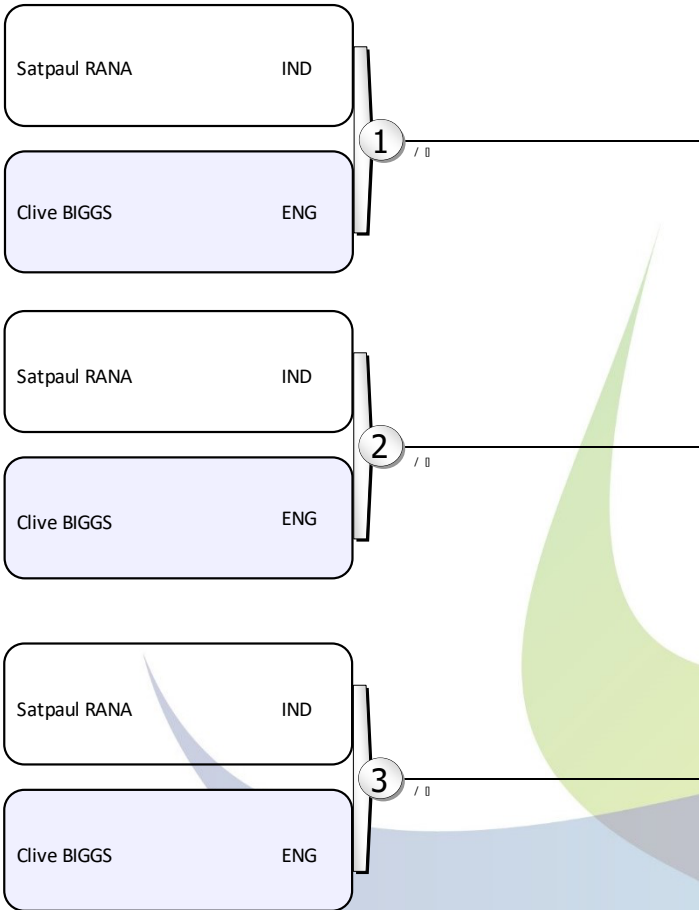 Satpaul RANA IND
1
/ ▯
Clive BIGGS ENG
Satpaul RANA IND
2
/ ▯
Clive BIGGS ENG
Satpaul RANA IND
3
/ ▯
Clive BIGGS ENG